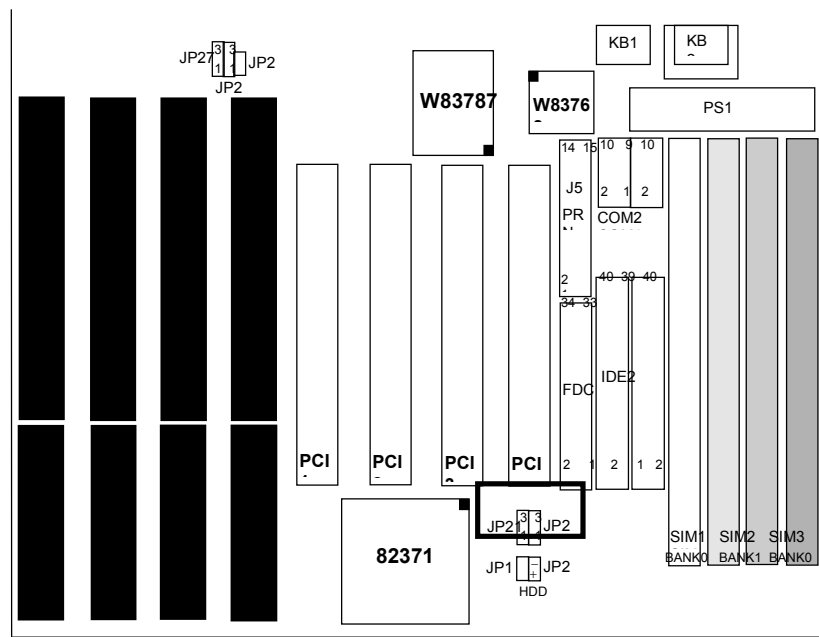 KB1
KB
JP27
3 3
1 1
JP2
JP2
W83787
W8376
PS1
14 15
10 9 10
J5
2 1 2
PR
COM2
2
40 39 40
34 33
FDC
IDE2
PCI
PCI
PCI
PCI
2 1 2 1 2
JP21
3 3
1 1
JP2
82371
SIM1 SIM2 SIM3
BANK0 BANK1 BANK0
JP1
−
+
JP2
HDD